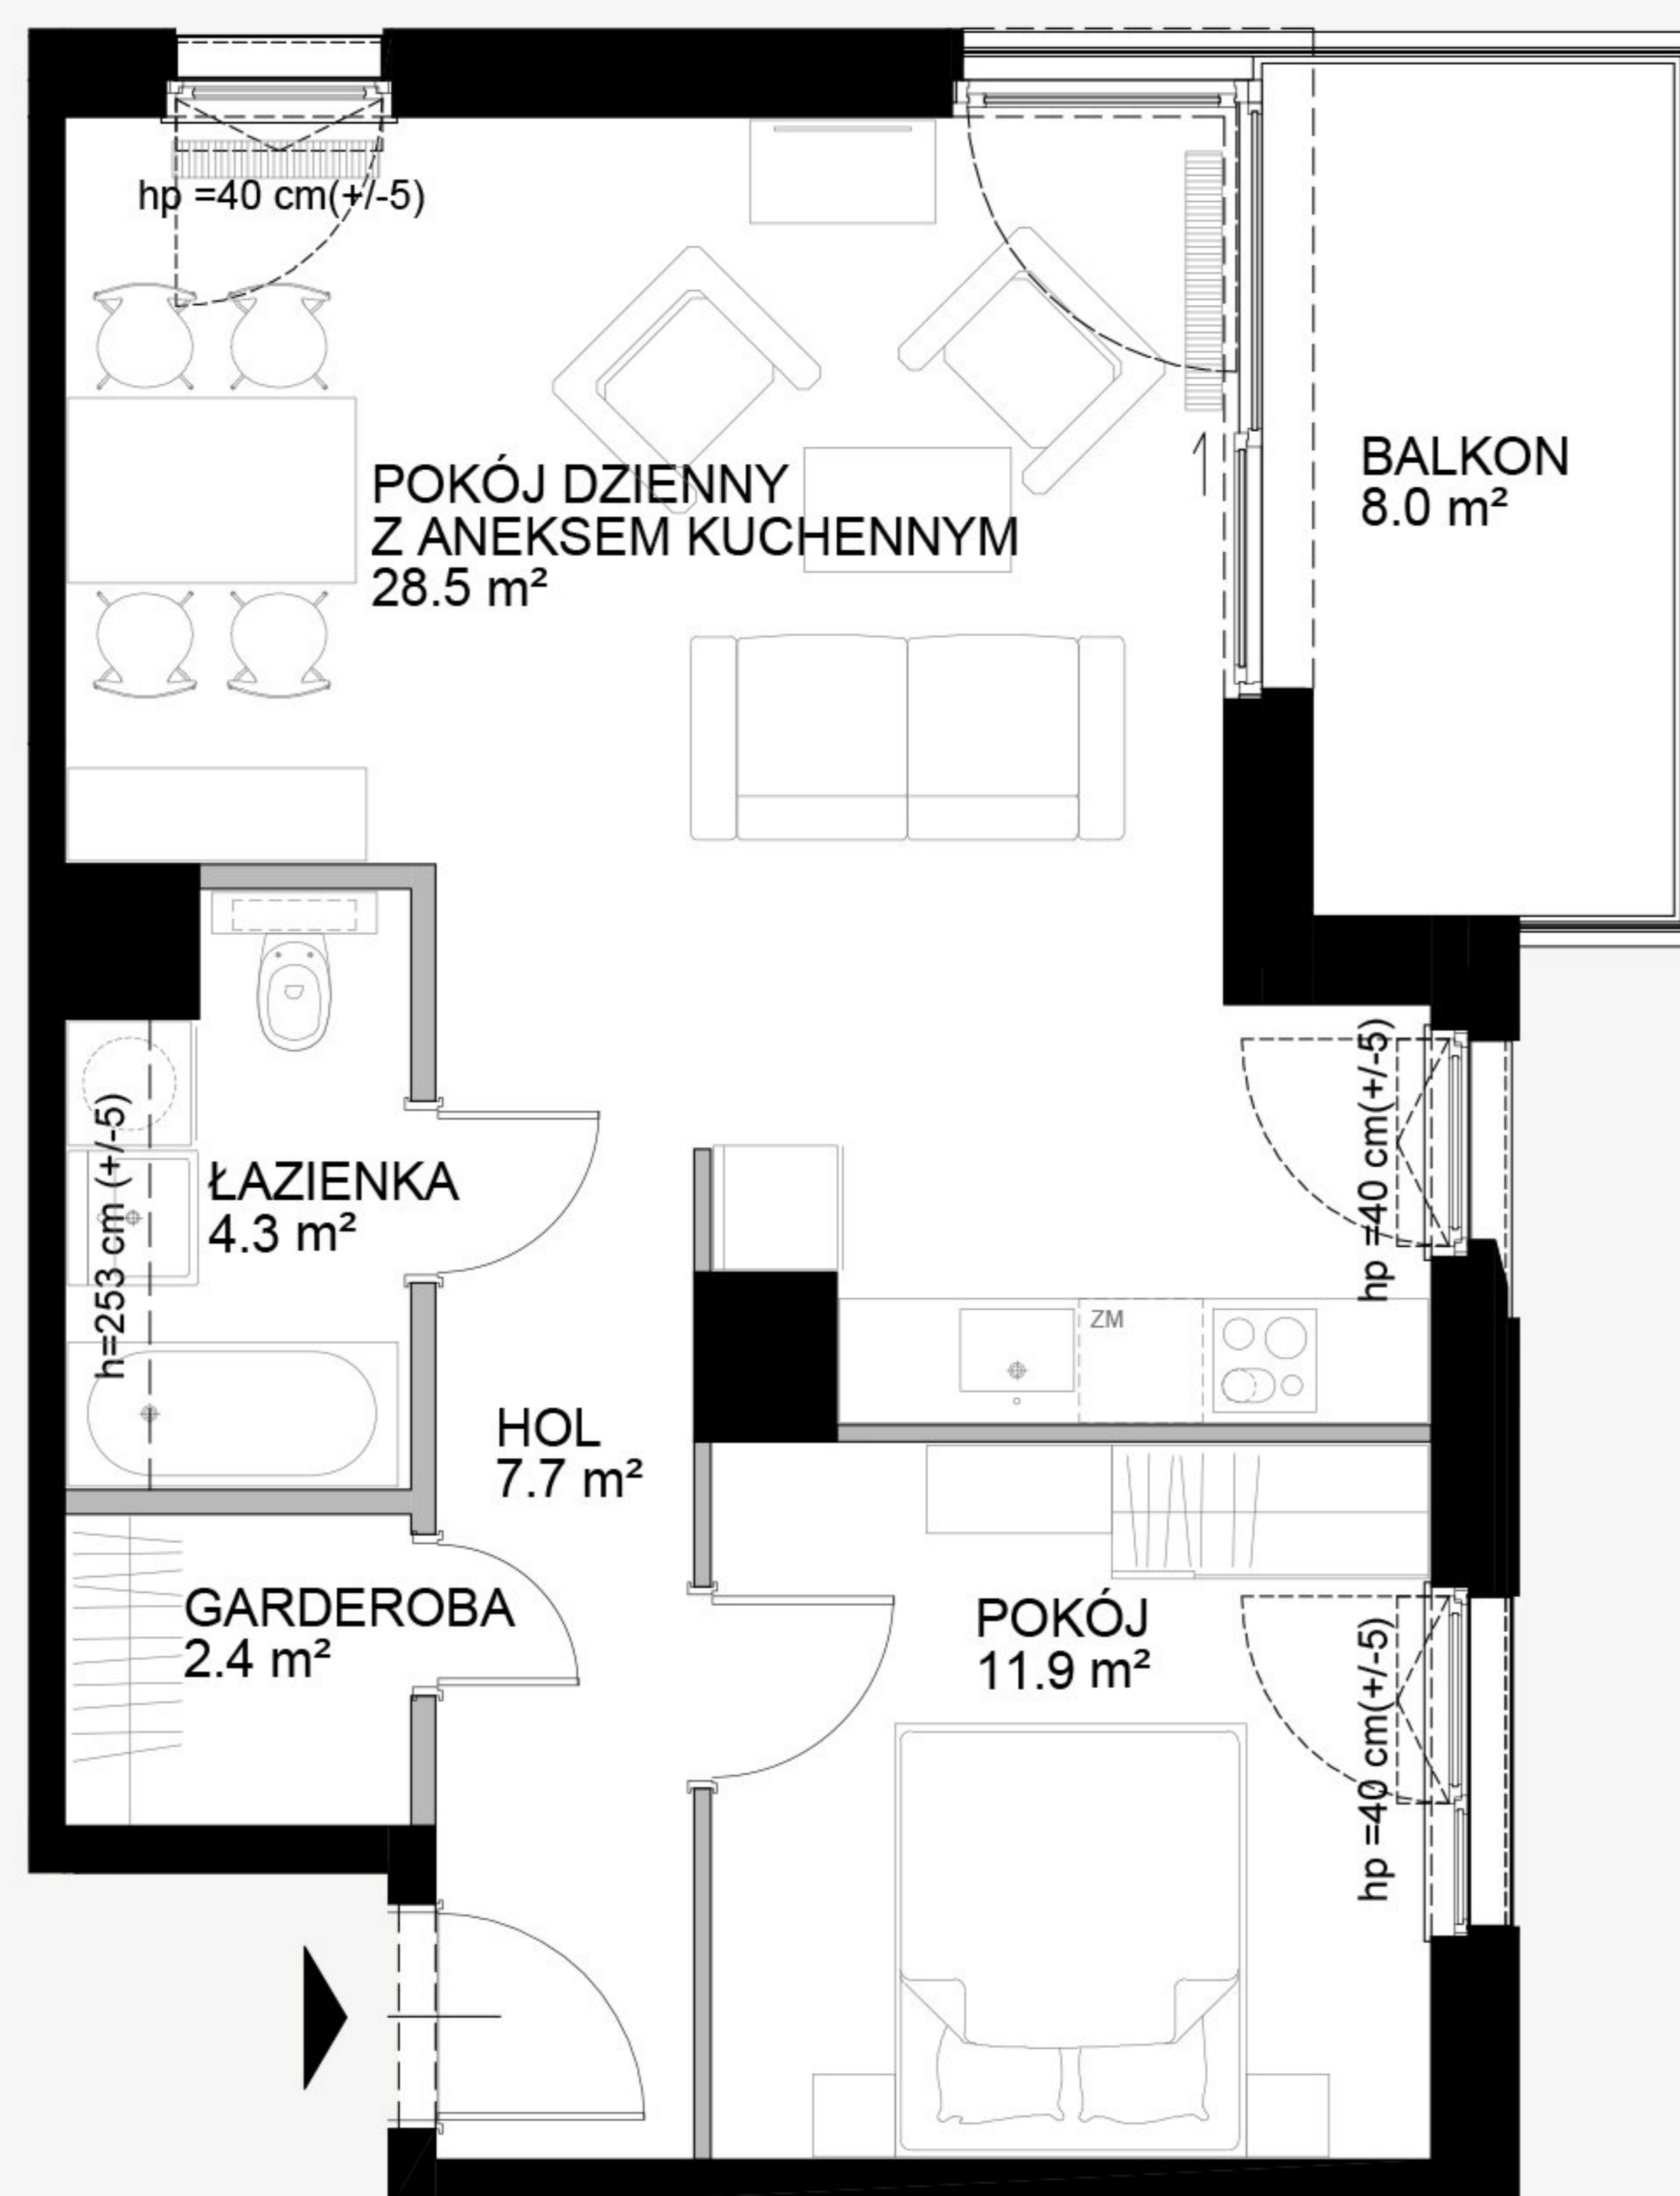 hp =40 cm(+/-5)
POKÓJ DZIENNY
Z ANEKSEM KUCHENNYM
28.5 m²
BALKON
8.0 m²
hp =40 cm(+/-5)
h=253 cm (+/-5)
ŁAZIENKA
4.3 m²
ZM
HOL
7.7 m²
GARDEROBA
2.4 m²
POKÓJ
11.9 m²
hp =40 cm(+/-5)